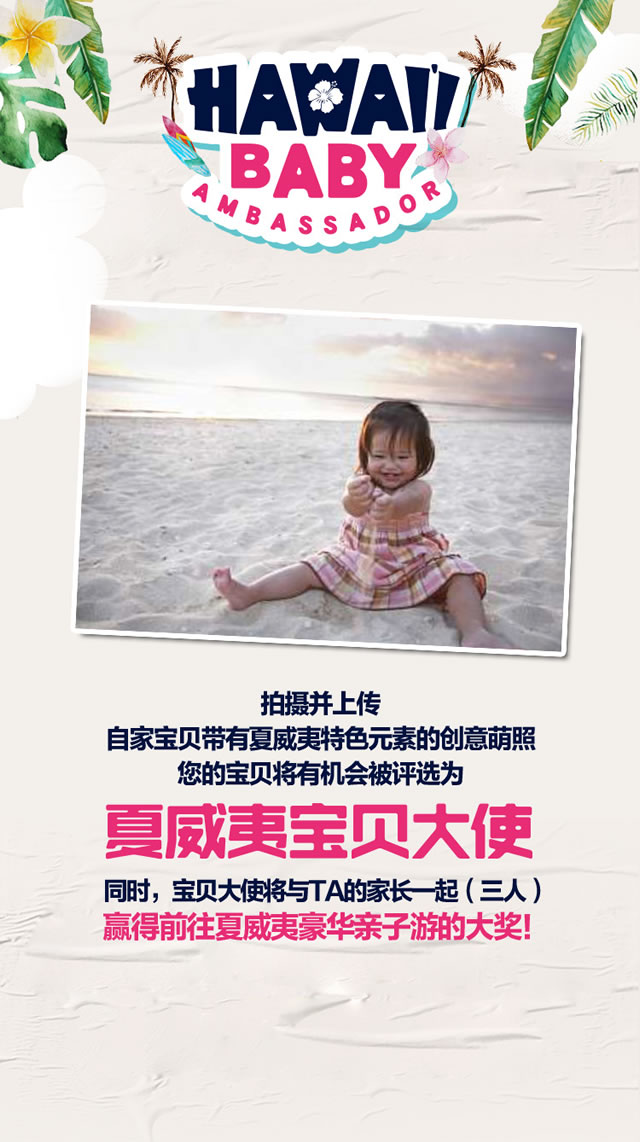 HAWAI'I
BABY
AMBASSADOR
拍摄并上传
自家宝贝带有夏威夷特色元素的创意萌照
您的宝贝将有机会被评选为
夏威夷宝贝大使
同时，宝贝大使将与TA的家长一起（三人）
赢得前往夏威夷豪华亲子游的大奖！